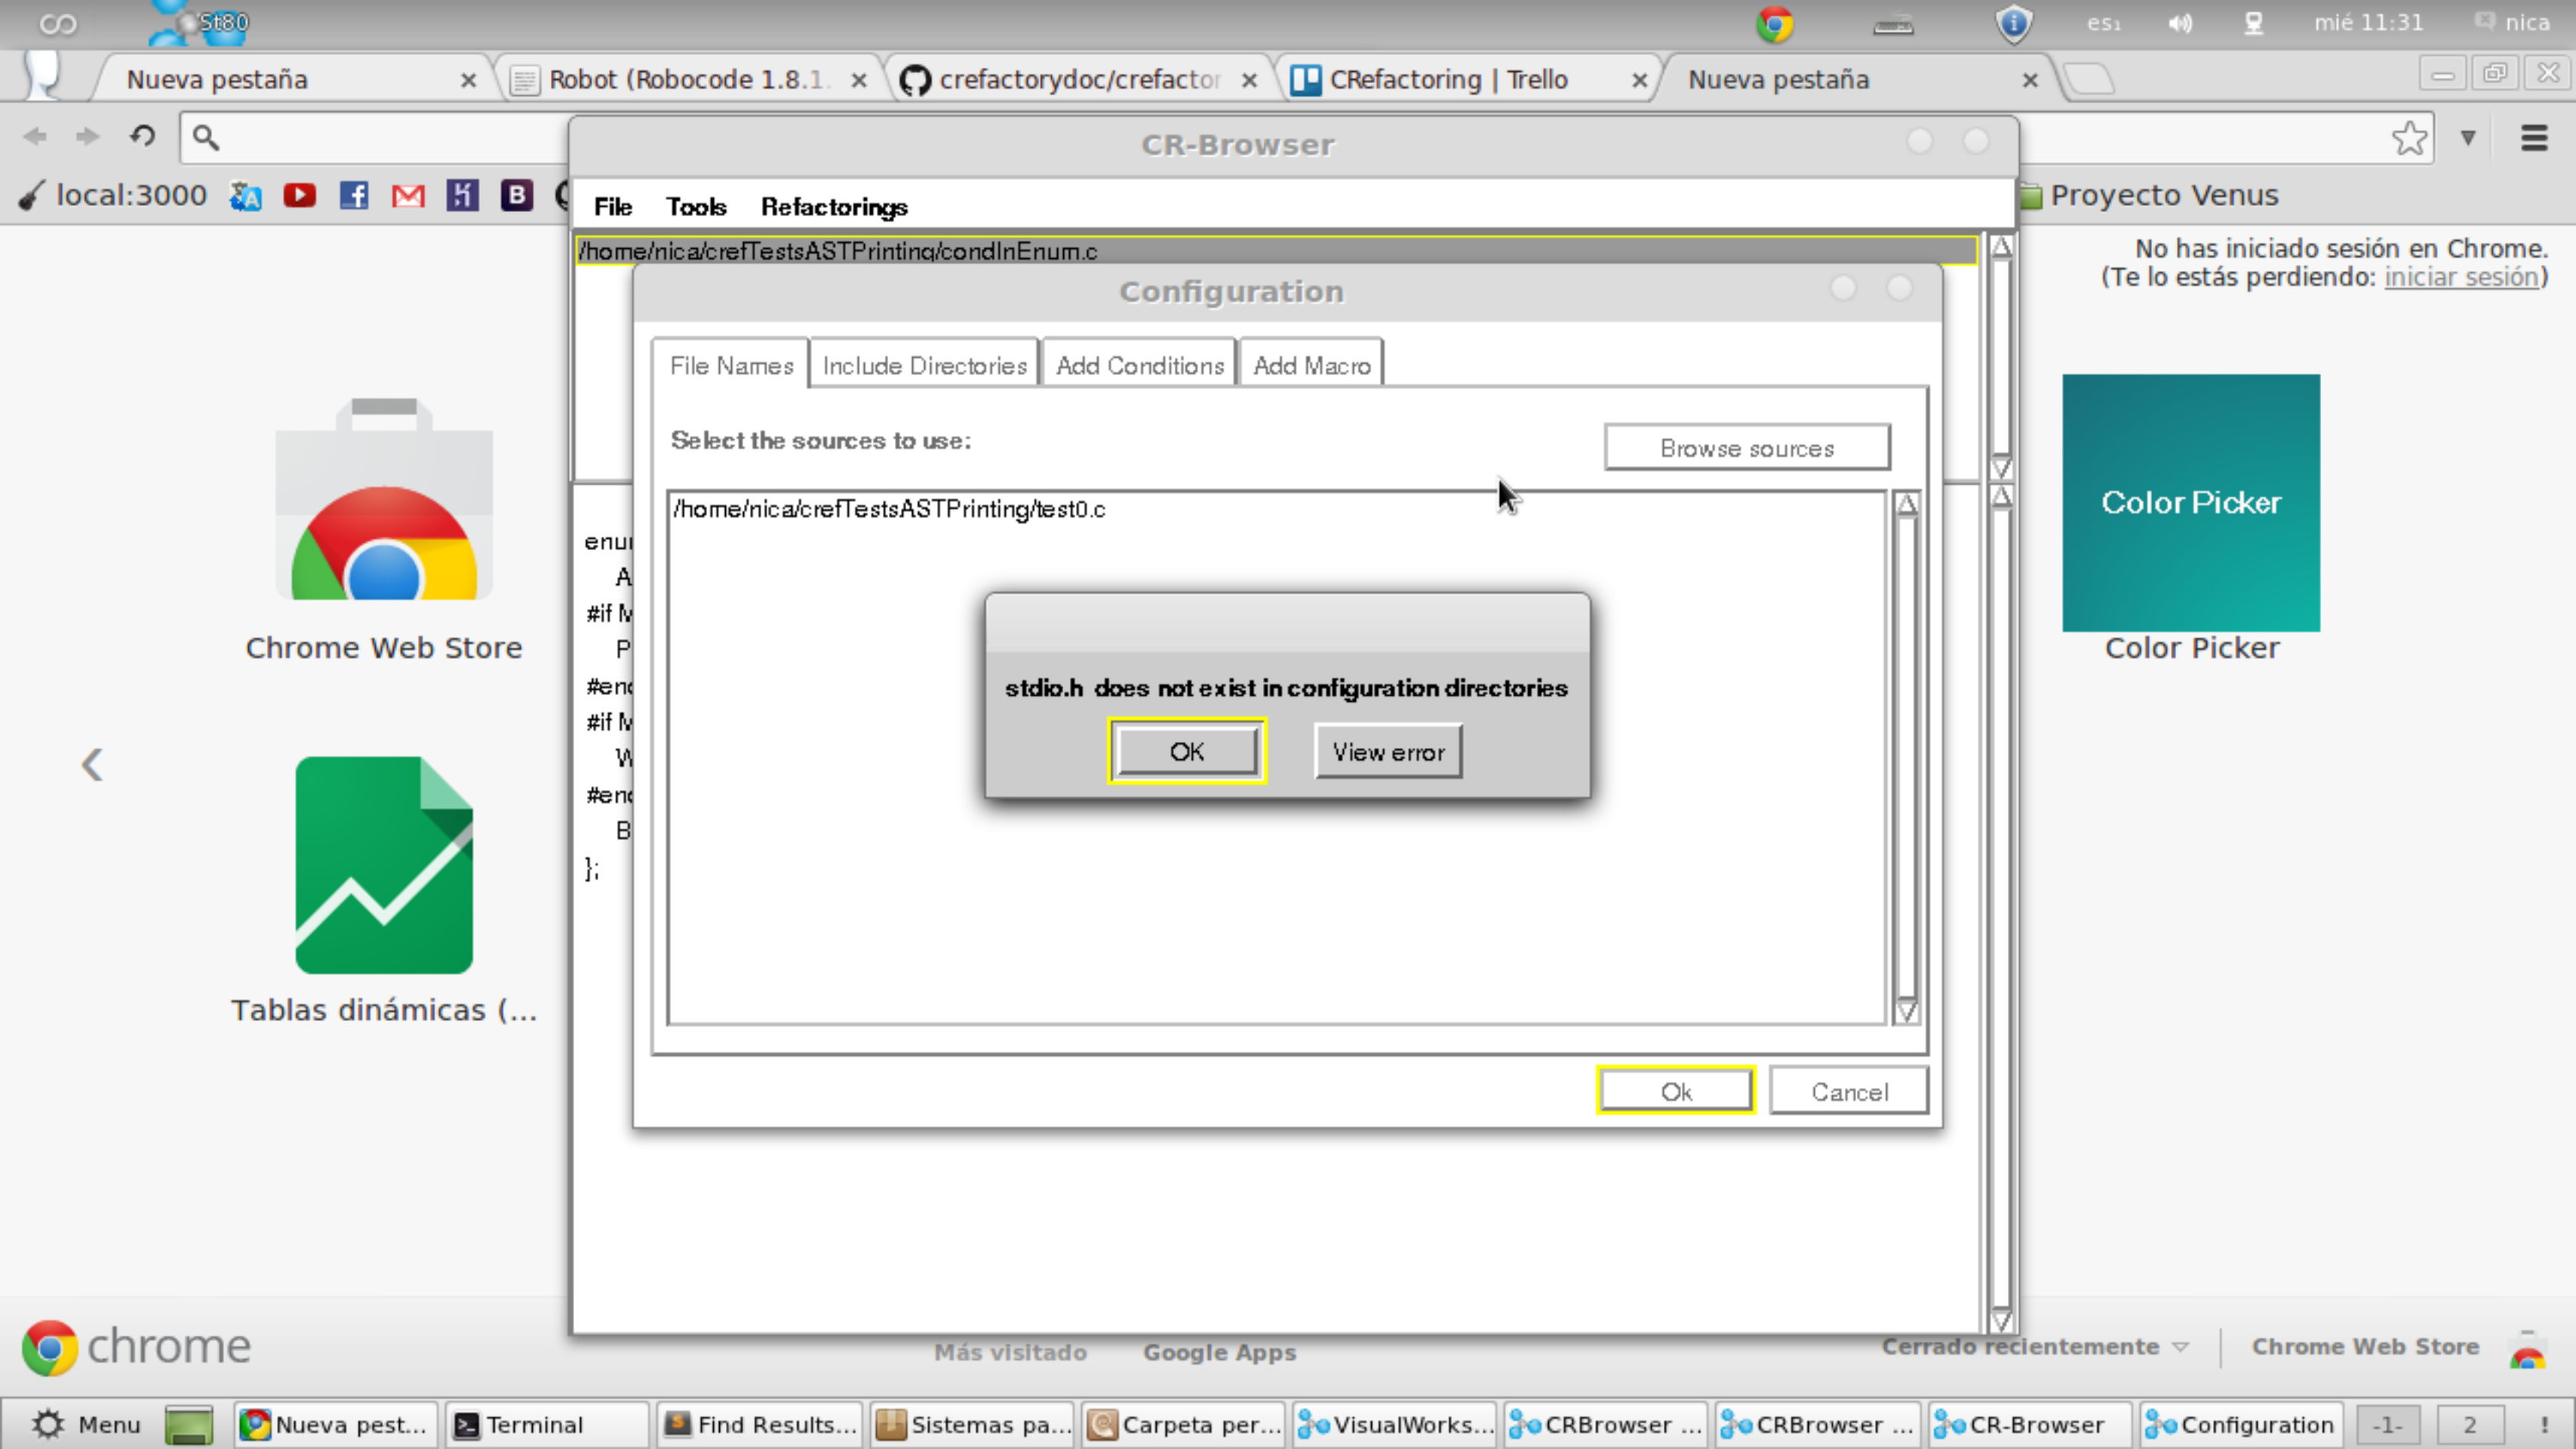 St80
es1
mié 11:31
nica
Nueva pestaña
Robot (Robocode 1.8.1.
crefactorydoc/crefactor
CRefactoring | Trello
Nueva pestaña
CR-Browser
local:3000
File Tools Refactorings
Proyecto Venus
/home/nica/crefTestsASTPrinting/condInEnum.c
No has iniciado sesión en Chrome.
(Te lo estás perdiendo: iniciar sesión)
Configuration
File Names
Include Directories
Add Conditions
Add Macro
Select the sources to use:
Browse sources
/home/nica/crefTestsASTPrinting/test0.c
Color Picker
Chrome Web Store
Color Picker
A
#if
P
#if
B
};
stdio.h does not exist in configuration directories
OK
View error
Tablas dinámicas (...
Ok
Cancel
chrome
Más visitado
Google Apps
Cerrado recientemente
Chrome Web Store
Menu
Nueva pest...
Terminal
Find Results...
Sistemas pa...
Carpeta per...
VisualWorks...
CRBrowser ...
CRBrowser ...
CR-Browser
Configuration
-1-
2
!